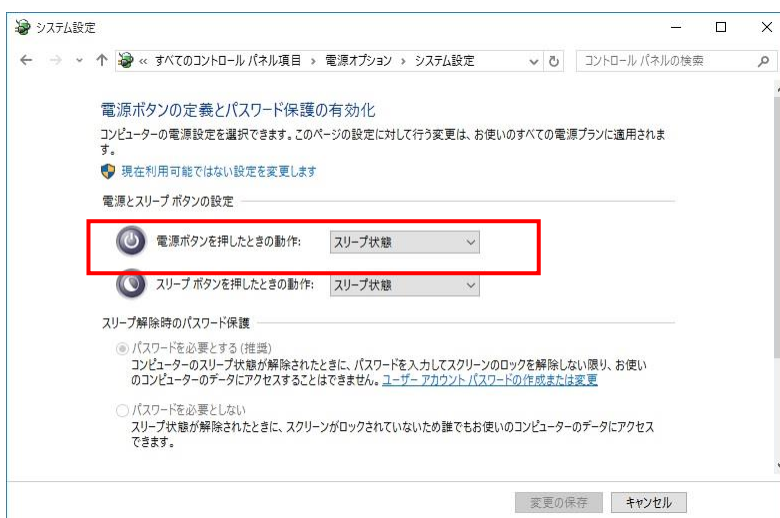 システム設定
« すべてのコントロール パネル項目 › 電源オプション › システム設定
コントロール パネルの検索
電源ボタンの定義とパスワード保護の有効化
コンピューターの電源設定を選択できます。このページの設定に対して行う変更は、お使いのすべての電源プランに適用されま
す。
現在利用可能ではない設定を変更します
電源とスリープ ボタンの設定
電源ボタンを押したときの動作: スリープ状態
スリープ ボタンを押したときの動作: スリープ状態
スリープ解除時のパスワード保護
パスワードを必要とする (推奨)
コンピューターのスリープ状態が解除されたときに、パスワードを入力してスクリーンのロックを解除しない限り、お使い
のコンピューターのデータにアクセスすることはできません。ユーザー アカウント パスワードの作成または変更
パスワードを必要としない
スリープ状態が解除されたときに、スクリーンがロックされていないため誰でもお使いのコンピューターのデータにアクセス
できます。
変更の保存 キャンセル